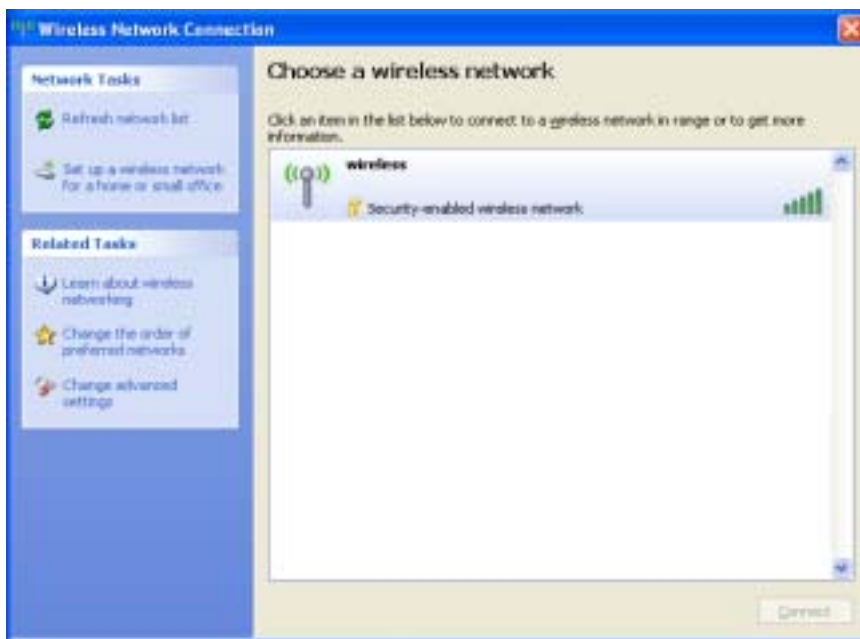 Wireless Network Connection
Network Tasks
Refresh network list
Set up a wireless network
for a home or small office
Related Tasks
Learn about wireless
networking
Change the order of
preferred networks
Change advanced
settings
Choose a wireless network
Click an item in the list below to connect to a wireless network in range or to get more
information.
wireless
Security-enabled wireless network
Connect